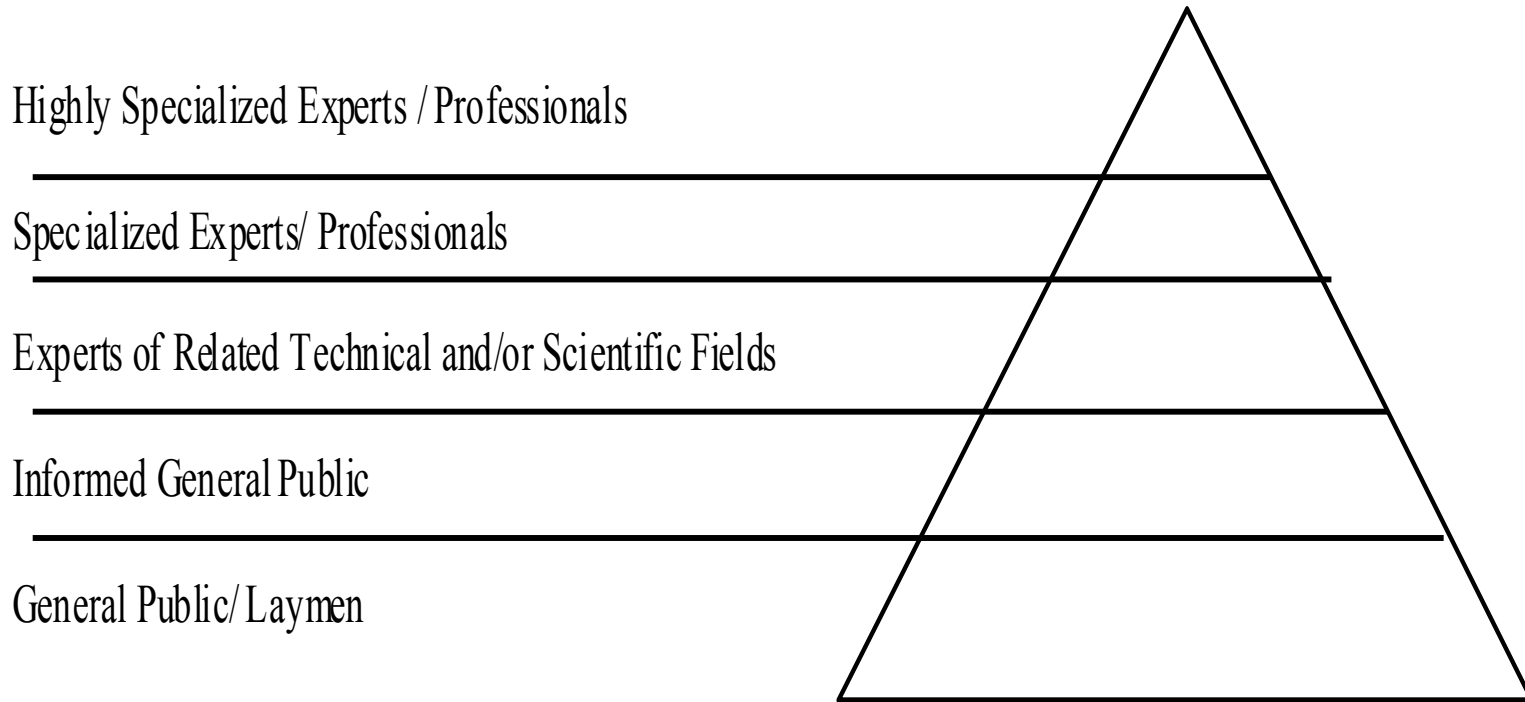 Highly Specialized Experts / Professionals
Specialized Experts/ Professionals
Experts of Related Technical and/or Scientific Fields
Informed General Public
General Public/ Laymen